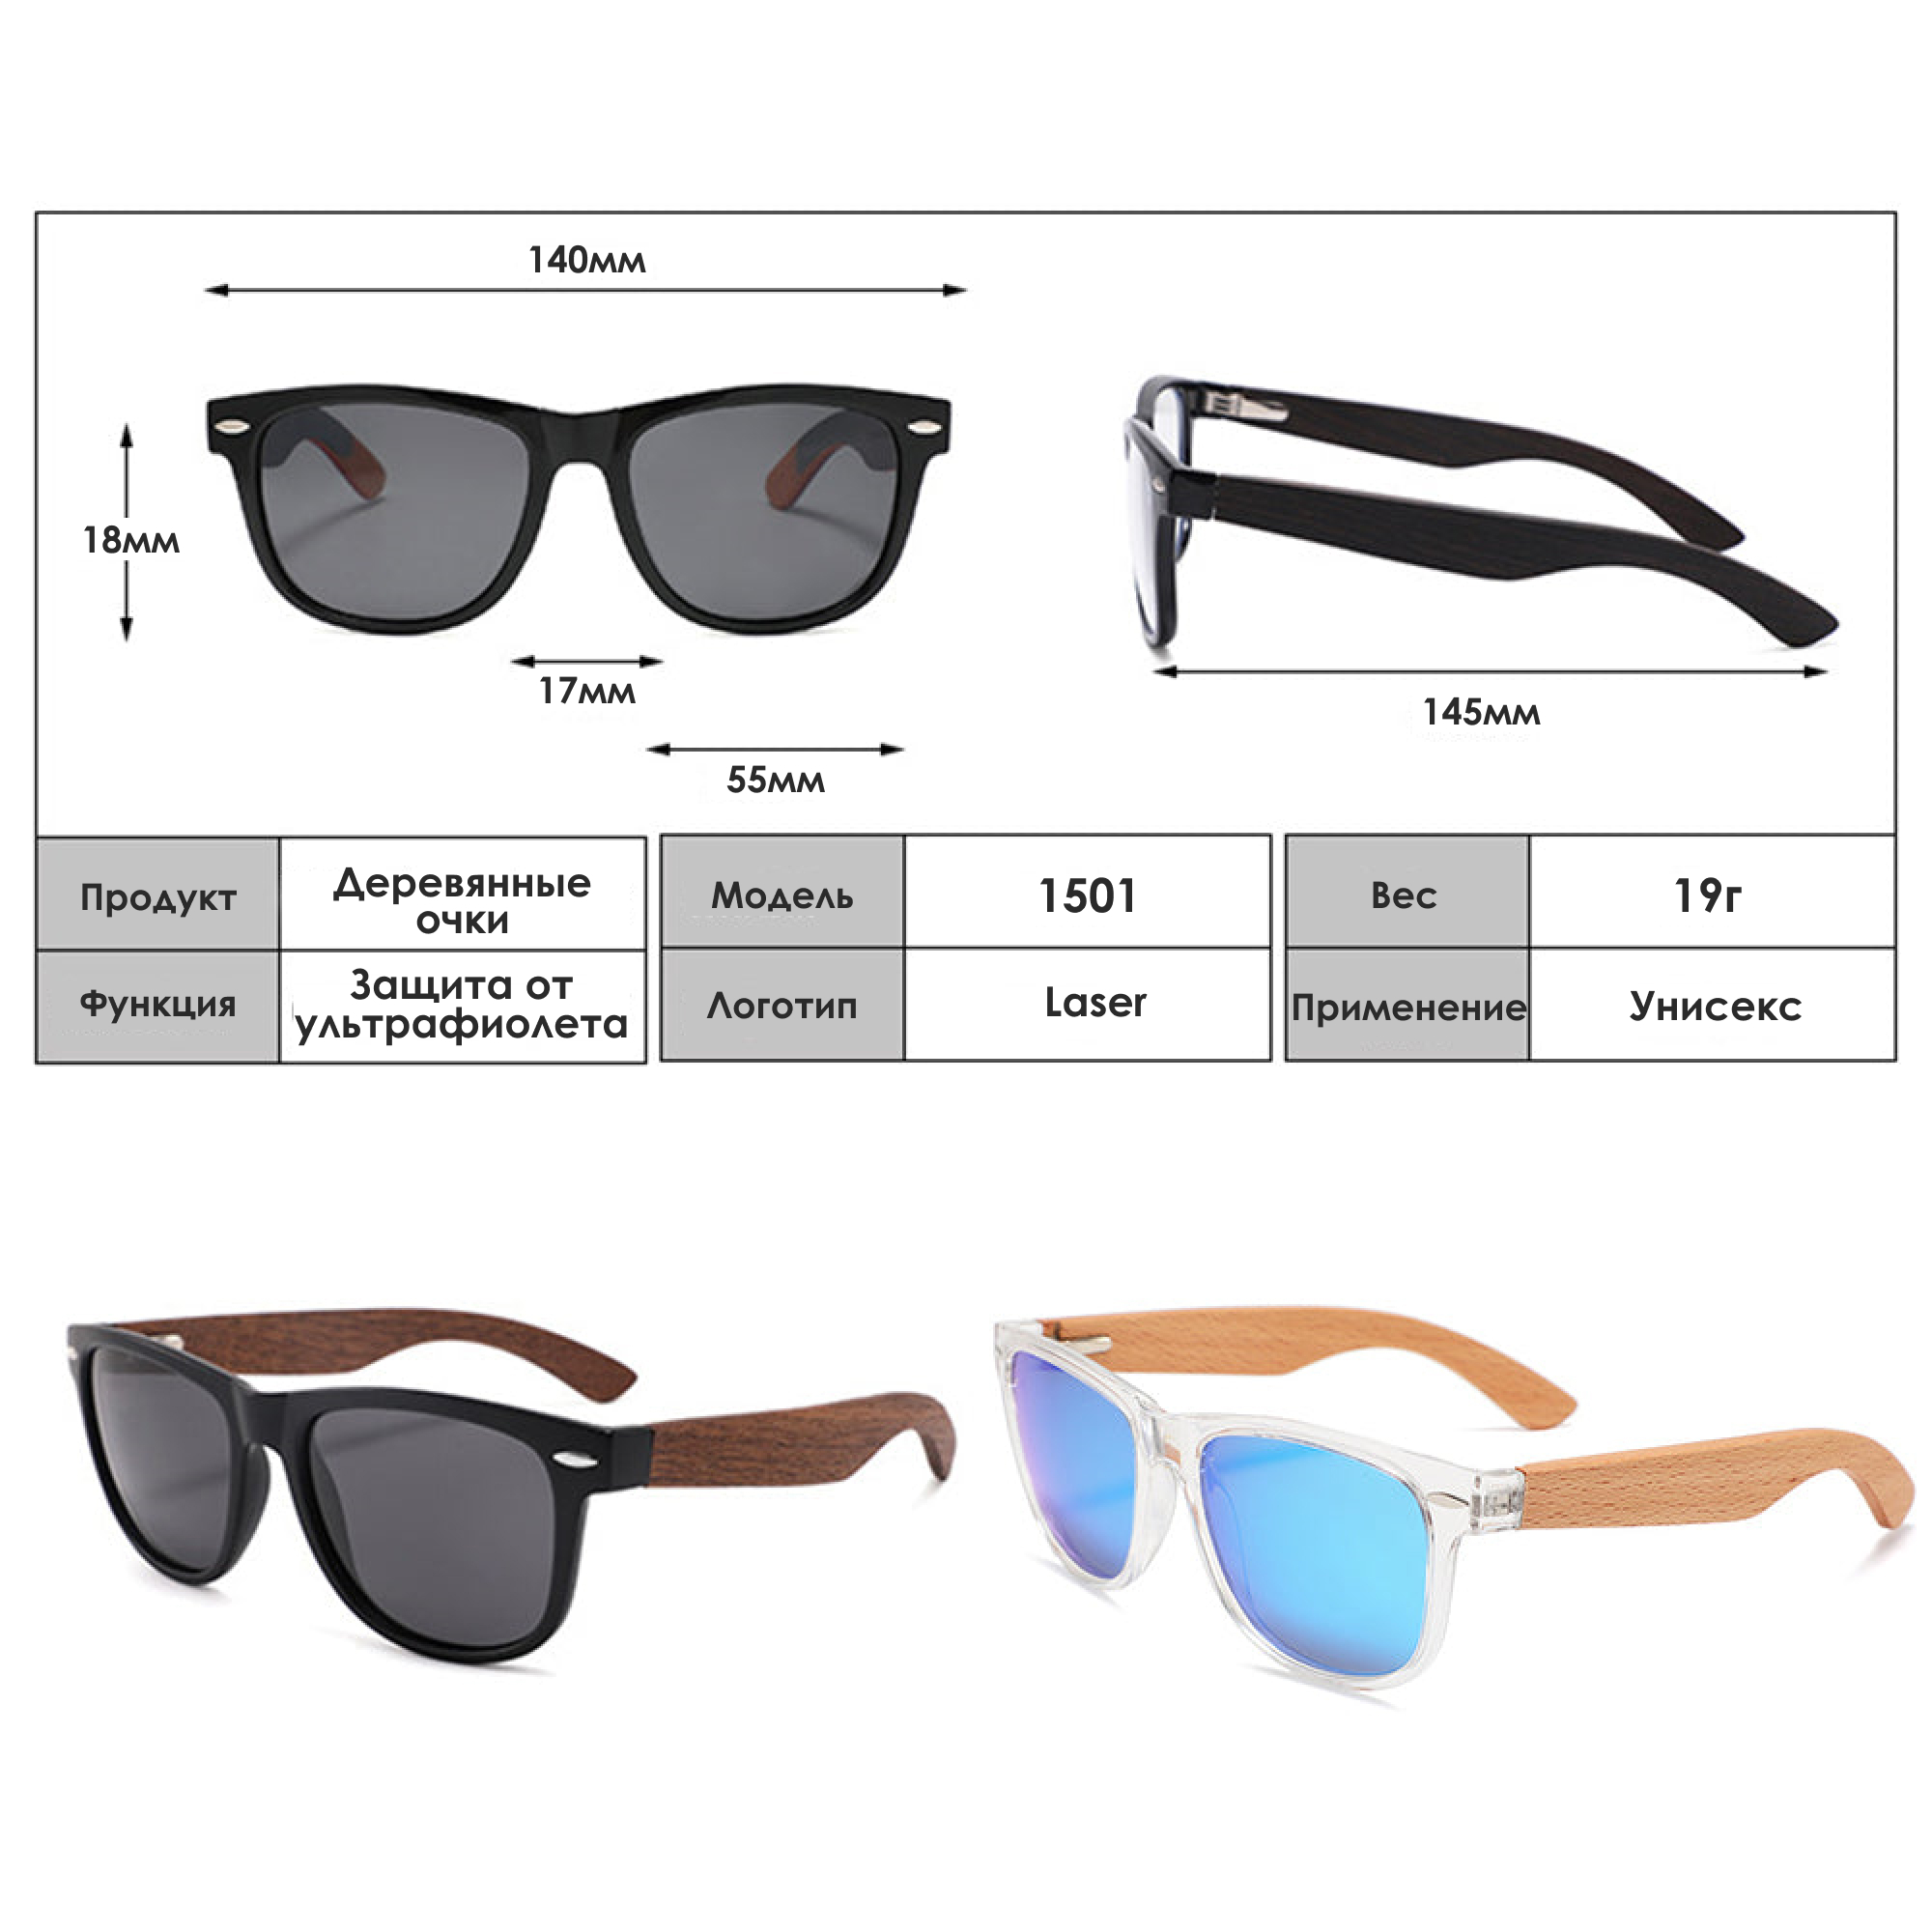 140мм
18мм
17мм
145мм
55мм
Продукт
Деревянные
очки
Модель
1501
Вес
19г
Функция
Защита от
ультрафиолета
Логотип
Laser
Применение
Унисекс